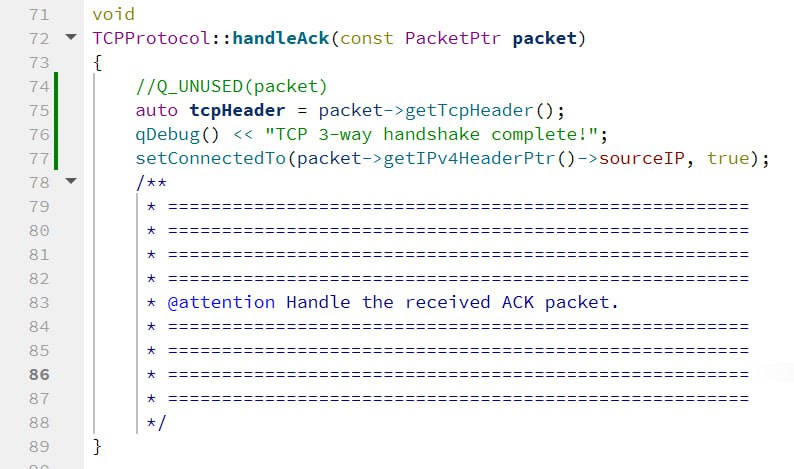 71 void
72 TCPProtocol::handleAck(const PacketPtr packet)
73 {
74 //Q_UNUSED(packet)
75 auto tcpHeader = packet->getTcpHeader();
76 qDebug() << "TCP 3-way handshake complete!";
77 setConnectedTo(packet->getIPv4HeaderPtr()->sourceIP, true);
78 /**
79 * ======================================================
80 * ======================================================
81 * ======================================================
82 * ======================================================
83 * @attention Handle the received ACK packet.
84 * ======================================================
85 * ======================================================
86 * ======================================================
87 * ======================================================
88 */
89 }